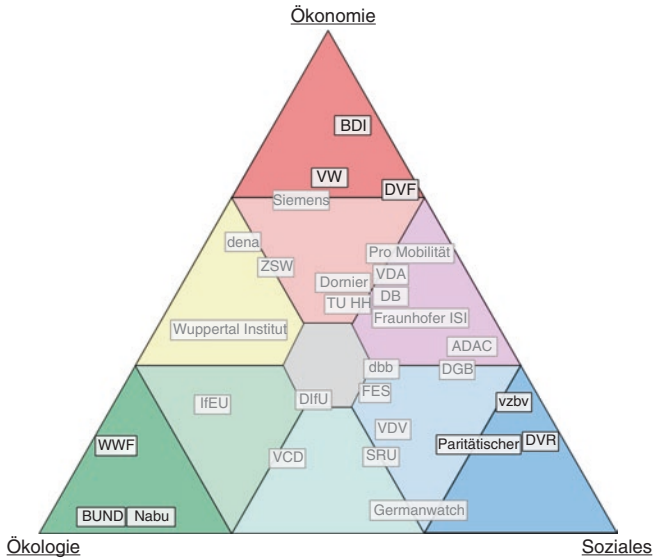 Ökonomie
BDI
VW
DVF
Siemens
dena
Pro Mobilität
ZSW
VDA
Dornier
DB
TU HH
Fraunhofer ISI
Wuppertal Institut
ADAC
dbb
DGB
FES
DIfU
vzbv
IfEU
VDV
DVR
WWF
Paritätischer
VCD
SRU
Germanwatch
BUND
Nabu
Ökologie
Soziales